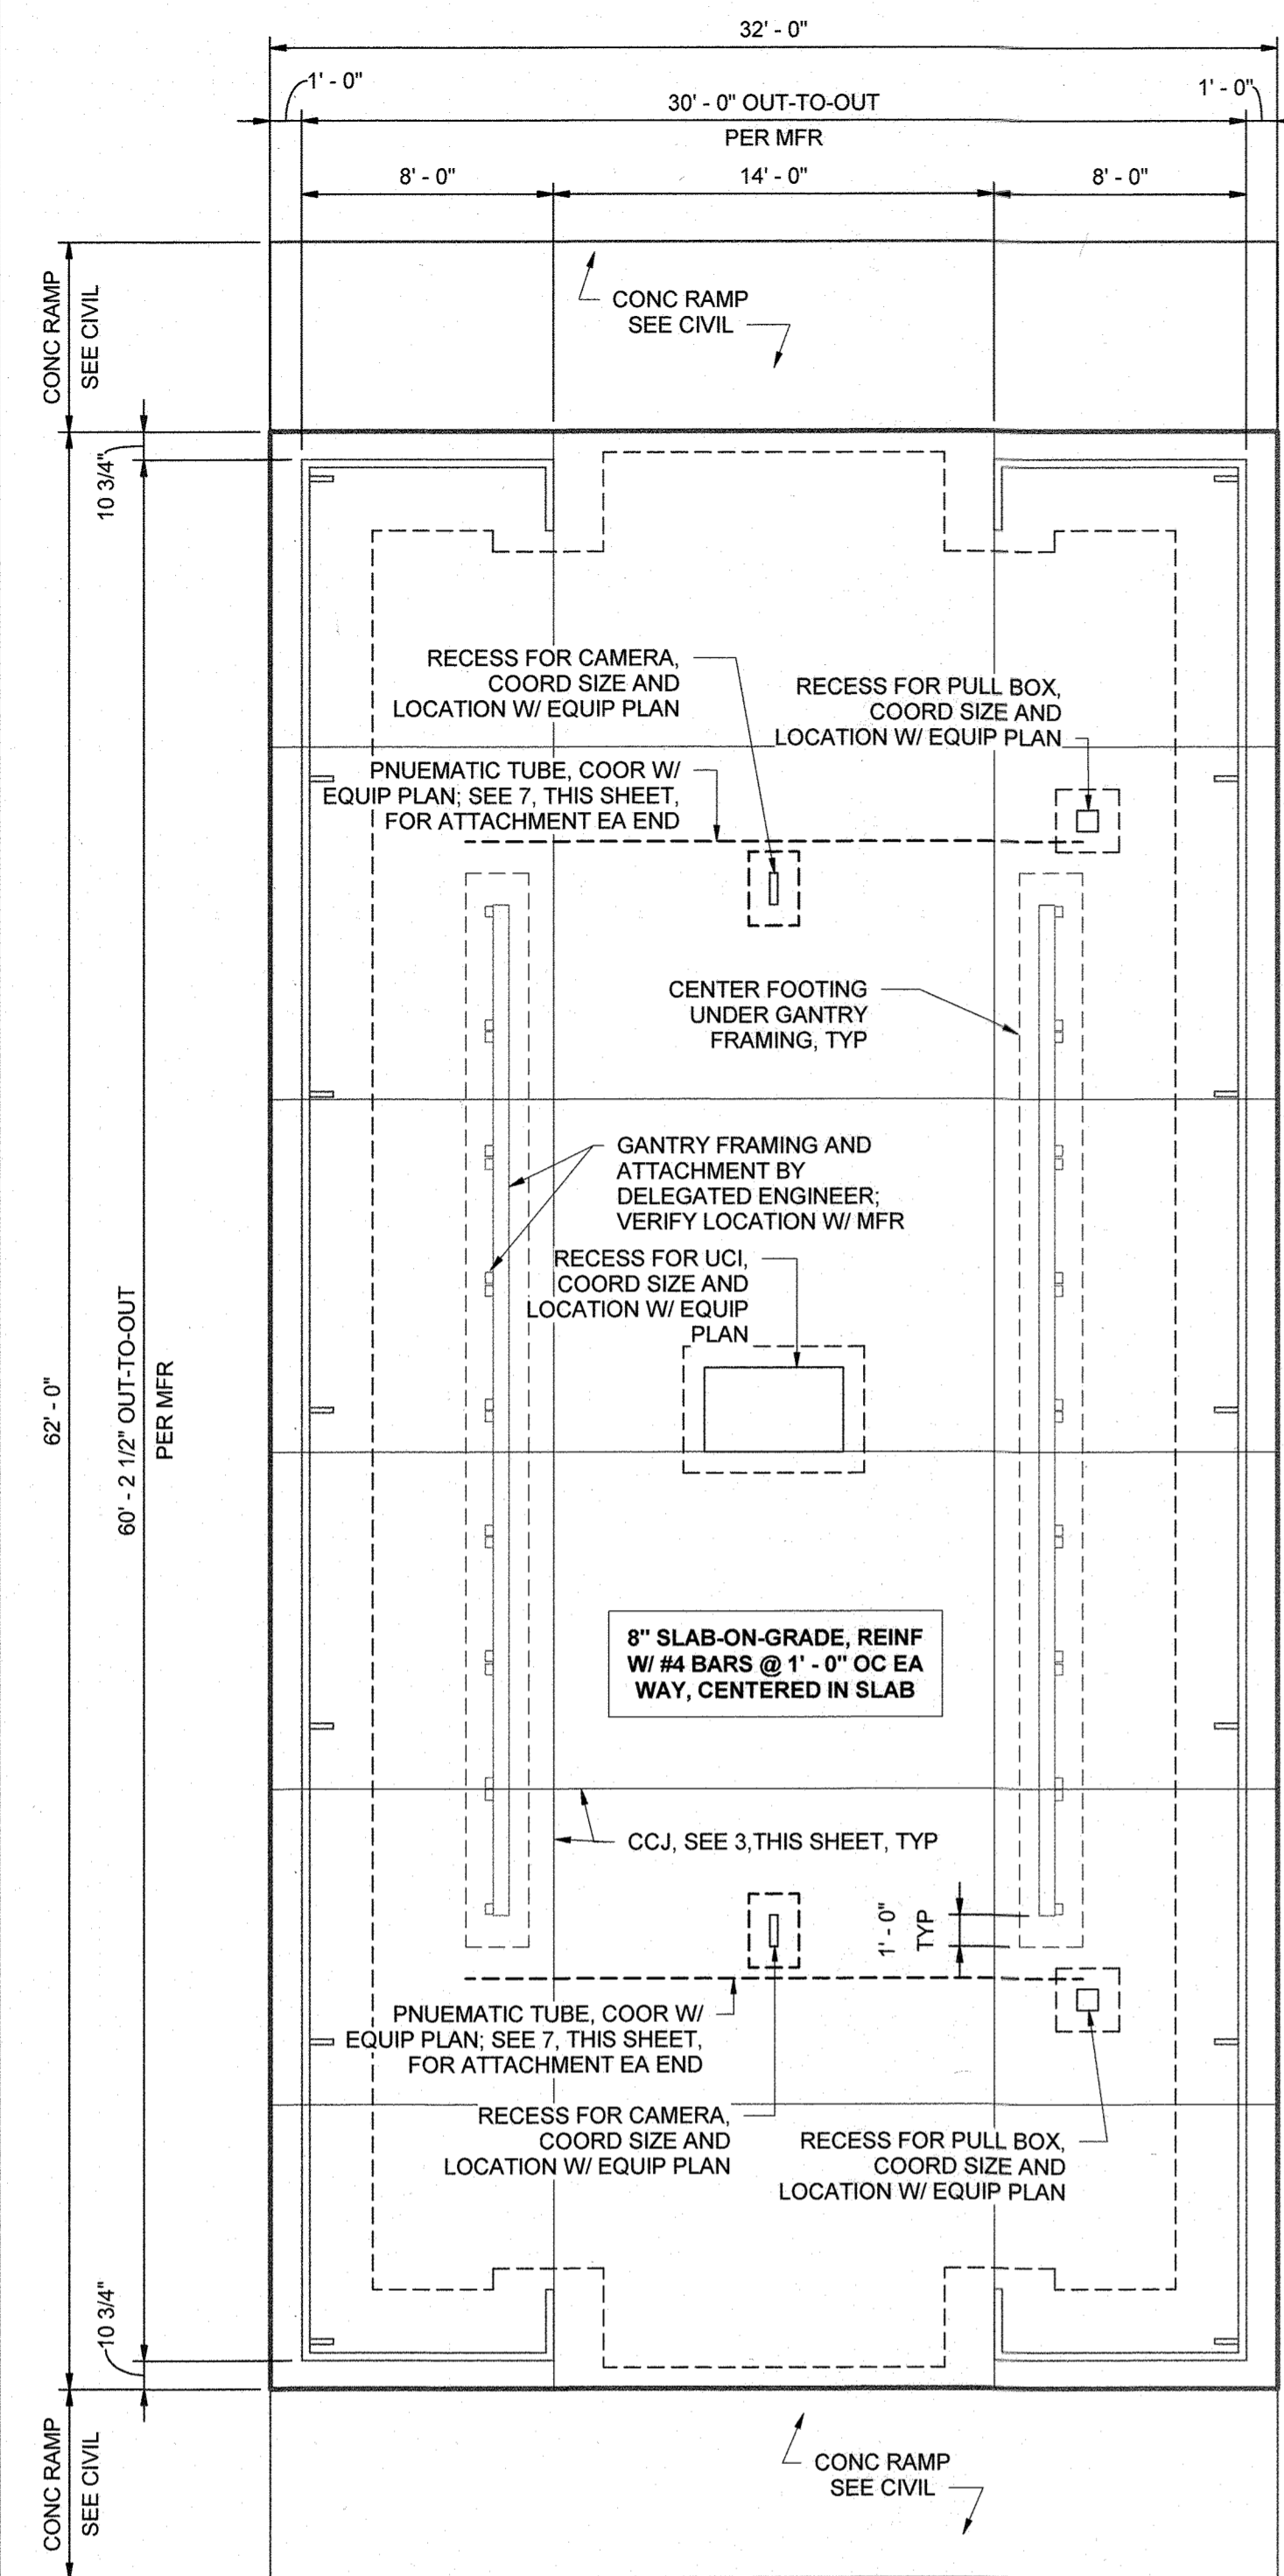 32' - 0"
1' - 0"
30' - 0" OUT-TO-OUT
PER MFR
1' - 0"
8' - 0"
14' - 0"
8' - 0"
CONC RAMP
SEE CIVIL
CONC RAMP
SEE CIVIL
10 3/4"
RECESS FOR CAMERA,
COORD SIZE AND
LOCATION W/ EQUIP PLAN
RECESS FOR PULL BOX,
COORD SIZE AND
LOCATION W/ EQUIP PLAN
PNUEMATIC TUBE, COOR W/
EQUIP PLAN; SEE 7, THIS SHEET,
FOR ATTACHMENT EA END
CENTER FOOTING
UNDER GANTRY
FRAMING, TYP
GANTRY FRAMING AND
ATTACHMENT BY
DELEGATED ENGINEER;
VERIFY LOCATION W/ MFR
RECESS FOR UCI,
COORD SIZE AND
LOCATION W/ EQUIP
PLAN
62' - 0"
60' - 2 1/2" OUT-TO-OUT
PER MFR
8" SLAB-ON-GRADE, REINF
W/ #4 BARS @ 1' - 0" OC EA
WAY, CENTERED IN SLAB
CCJ, SEE 3,THIS SHEET, TYP
1' - 0"
TYP
PNUEMATIC TUBE, COOR W/
EQUIP PLAN; SEE 7, THIS SHEET,
FOR ATTACHMENT EA END
RECESS FOR CAMERA,
COORD SIZE AND
LOCATION W/ EQUIP PLAN
RECESS FOR PULL BOX,
COORD SIZE AND
LOCATION W/ EQUIP PLAN
10 3/4"
CONC RAMP
SEE CIVIL
CONC RAMP
SEE CIVIL